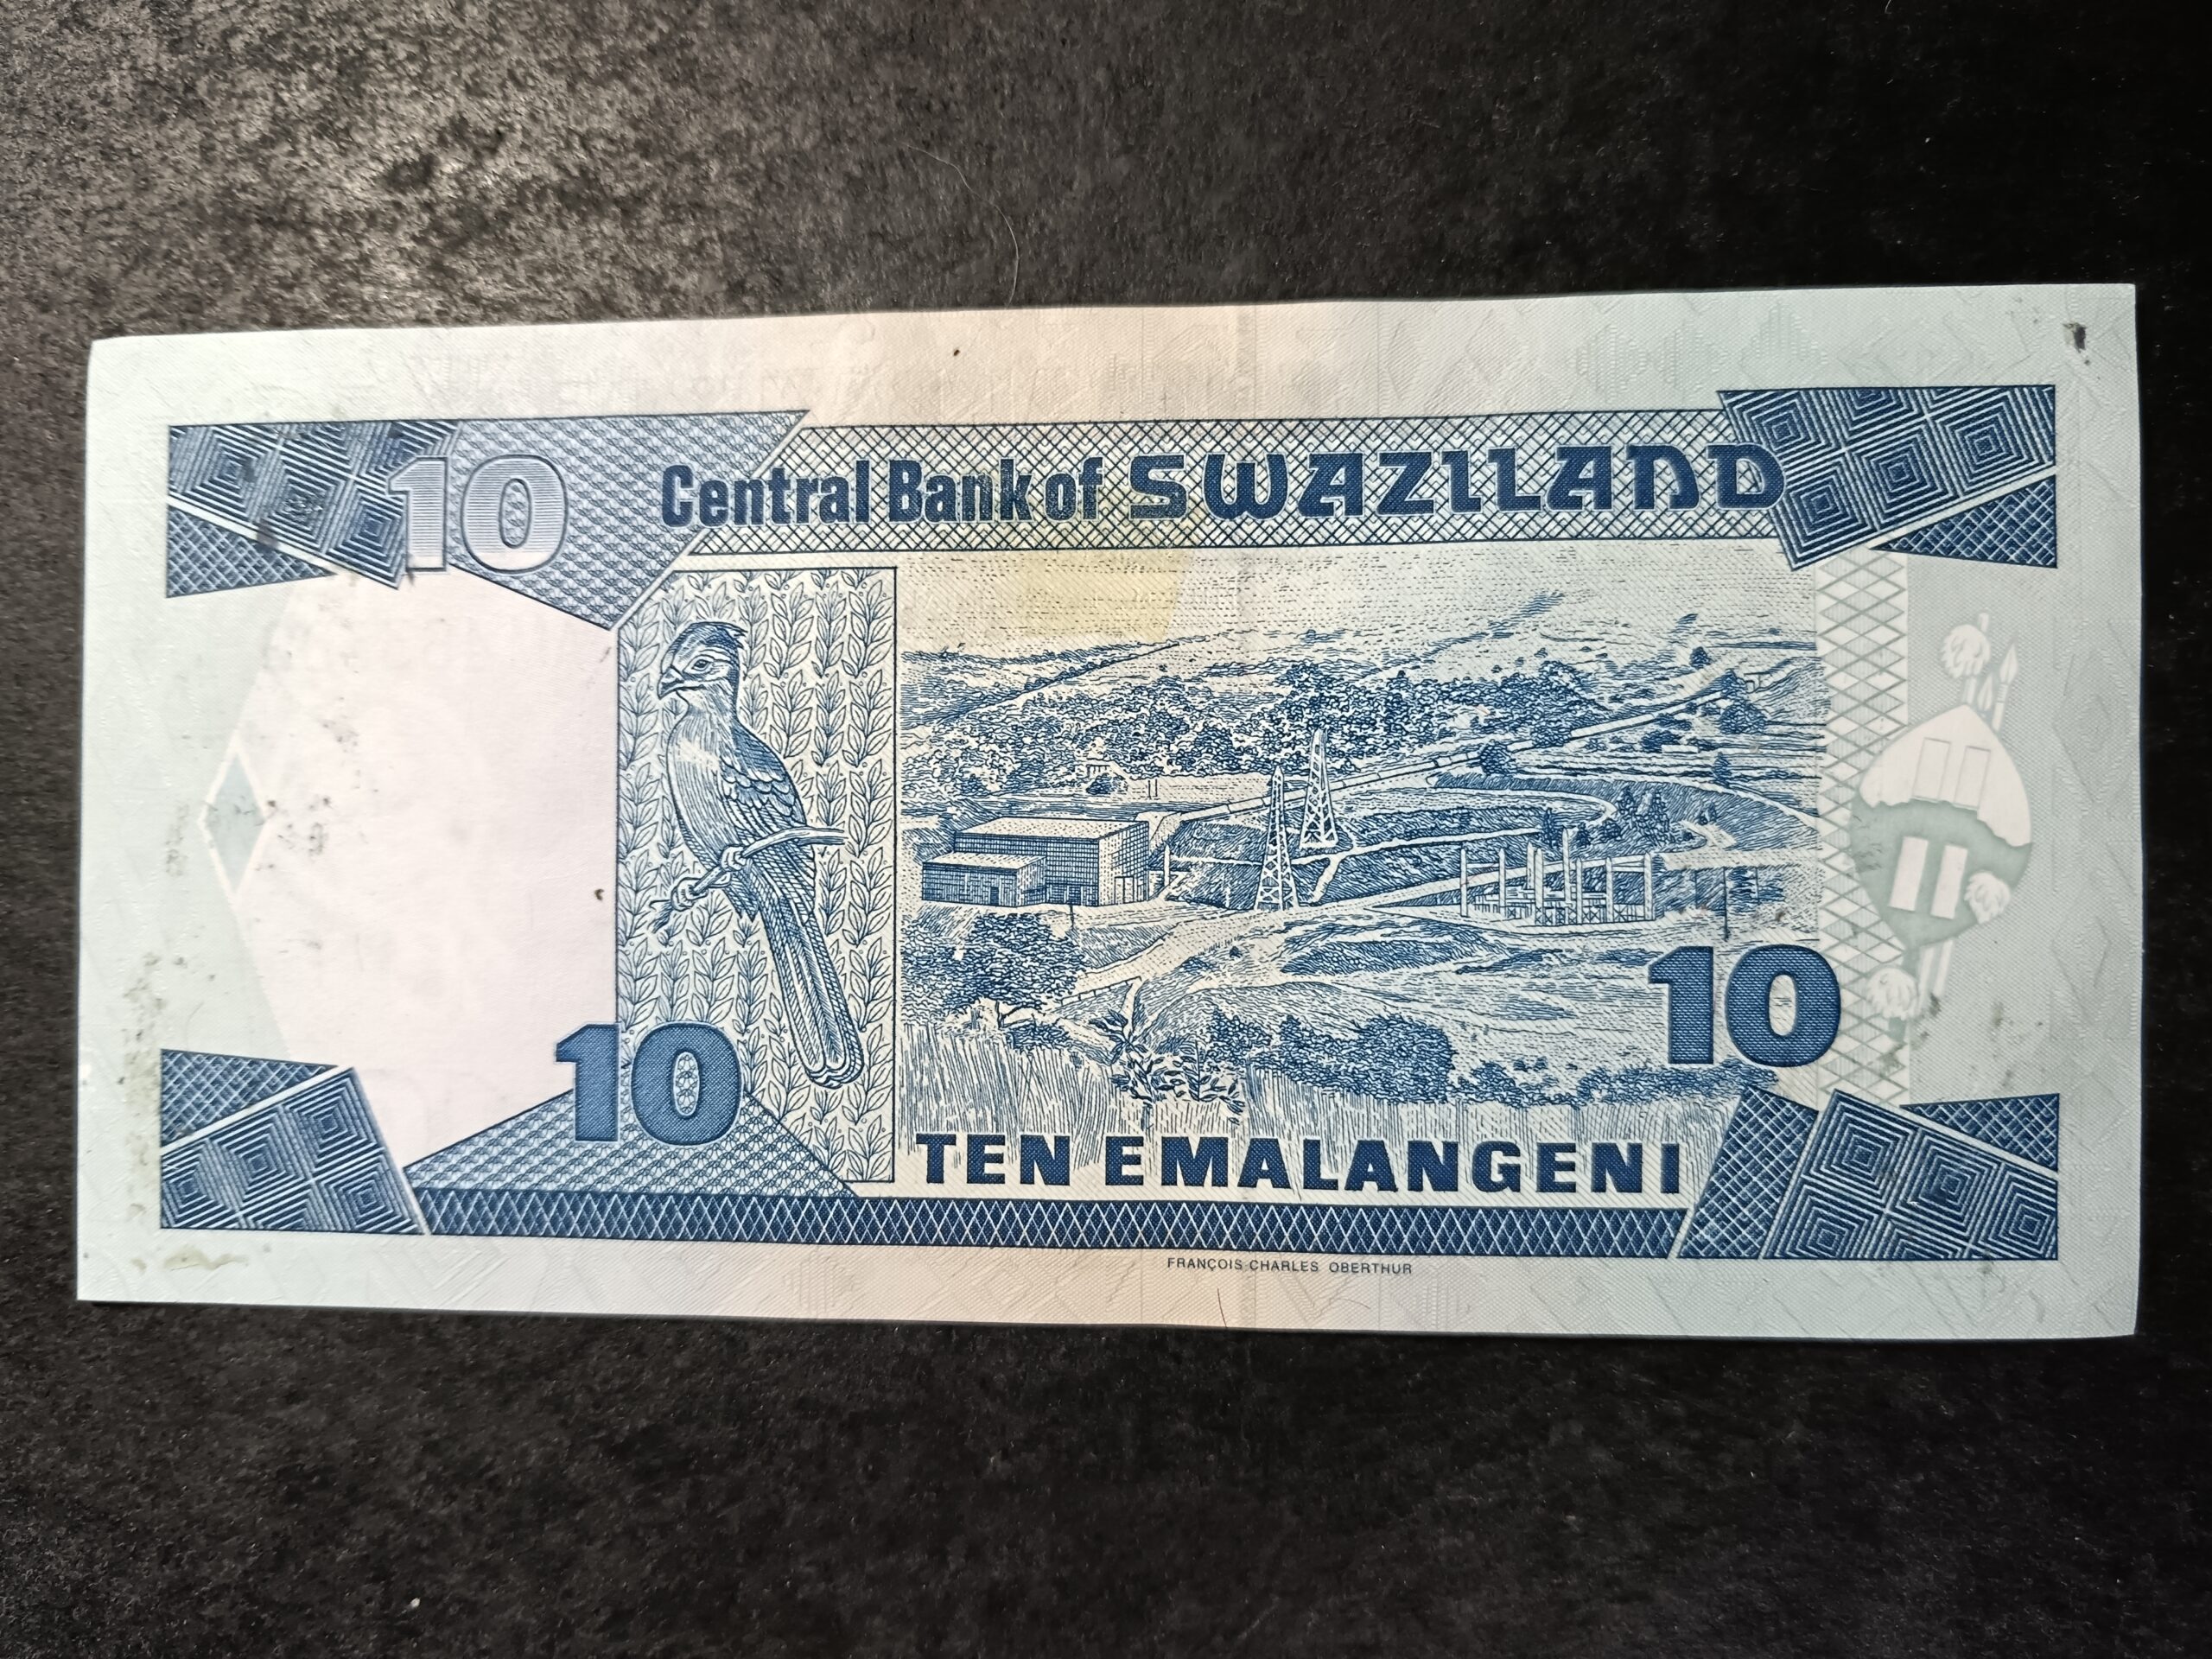 10
Central Bank of SWAZILAND
10
10
TEN EMALANGENI
FRANÇOIS-CHARLES OBERTHUR